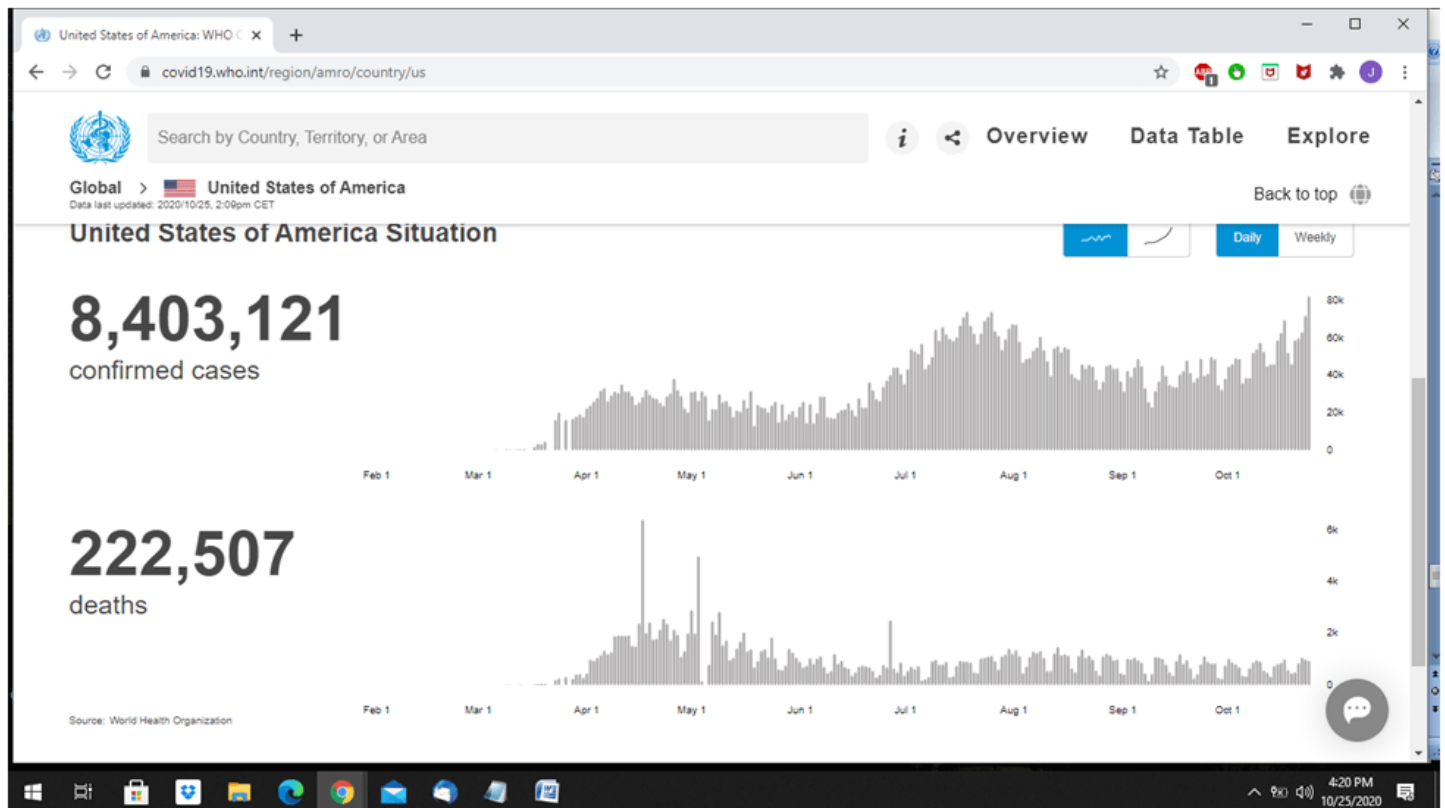 United States of America: WHO C
covid19.who.int/region/amro/country/us
ABP
1
J
Search by Country, Territory, or Area
i
Overview
Data Table
Explore
Global > United States of America
Data last updated: 2020/10/25, 2:09pm CET
Back to top
United States of America Situation
Daily
Weekly
8,403,121
confirmed cases
80k
60k
40k
20k
0
Feb 1
Mar 1
Apr 1
May 1
Jun 1
Jul 1
Aug 1
Sep 1
Oct 1
222,507
deaths
6k
4k
2k
0
Feb 1
Mar 1
Apr 1
May 1
Jun 1
Jul 1
Aug 1
Sep 1
Oct 1
Source: World Health Organization
4:20 PM
10/25/2020